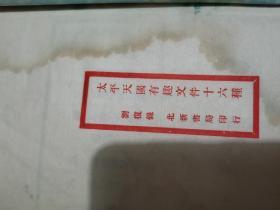 太平天國有趣文件十六種
劉復錄 北新書局印行